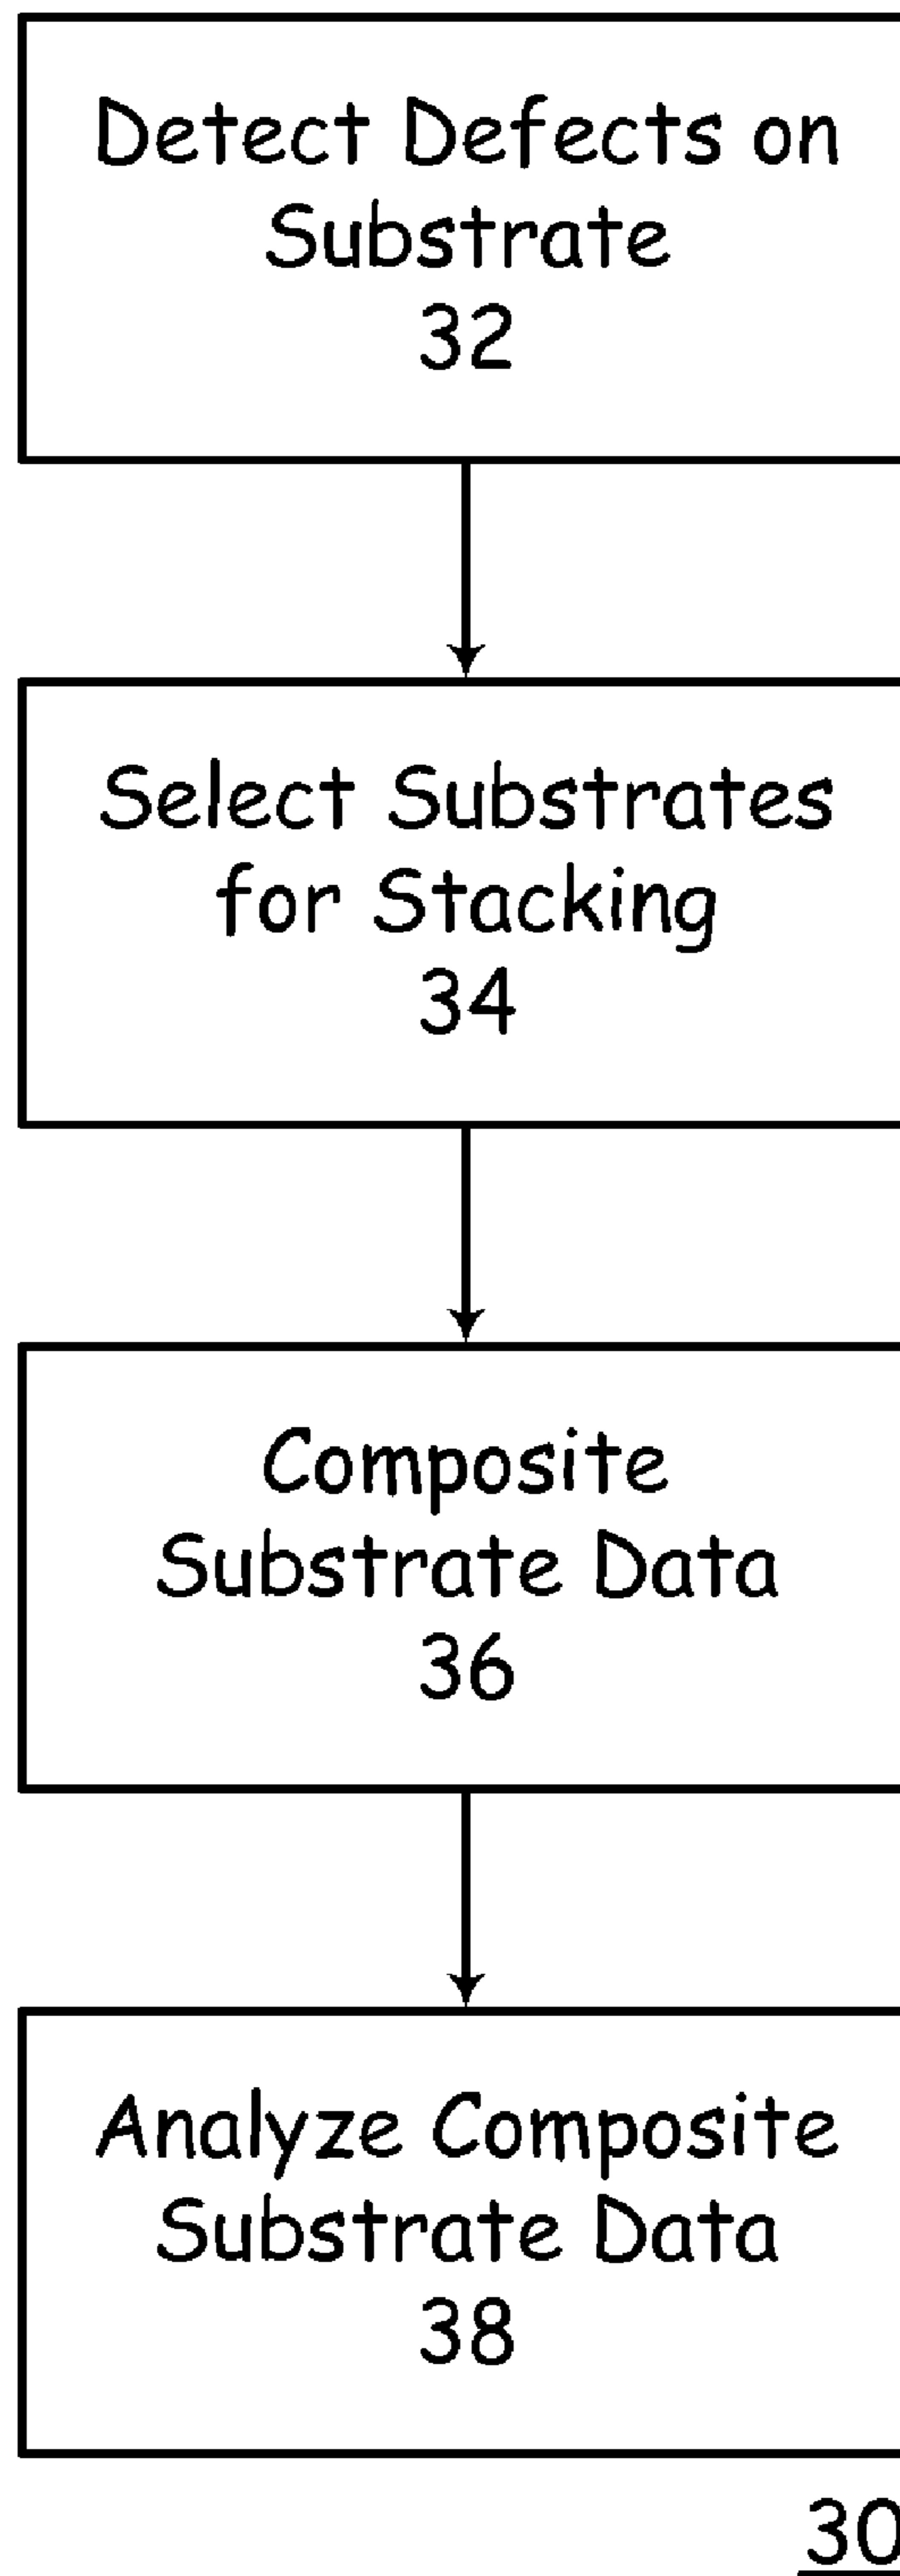 Detect Defects on
Substrate
32
Select Substrates
for Stacking
34
Composite
Substrate Data
36
Analyze Composite
Substrate Data
38
30